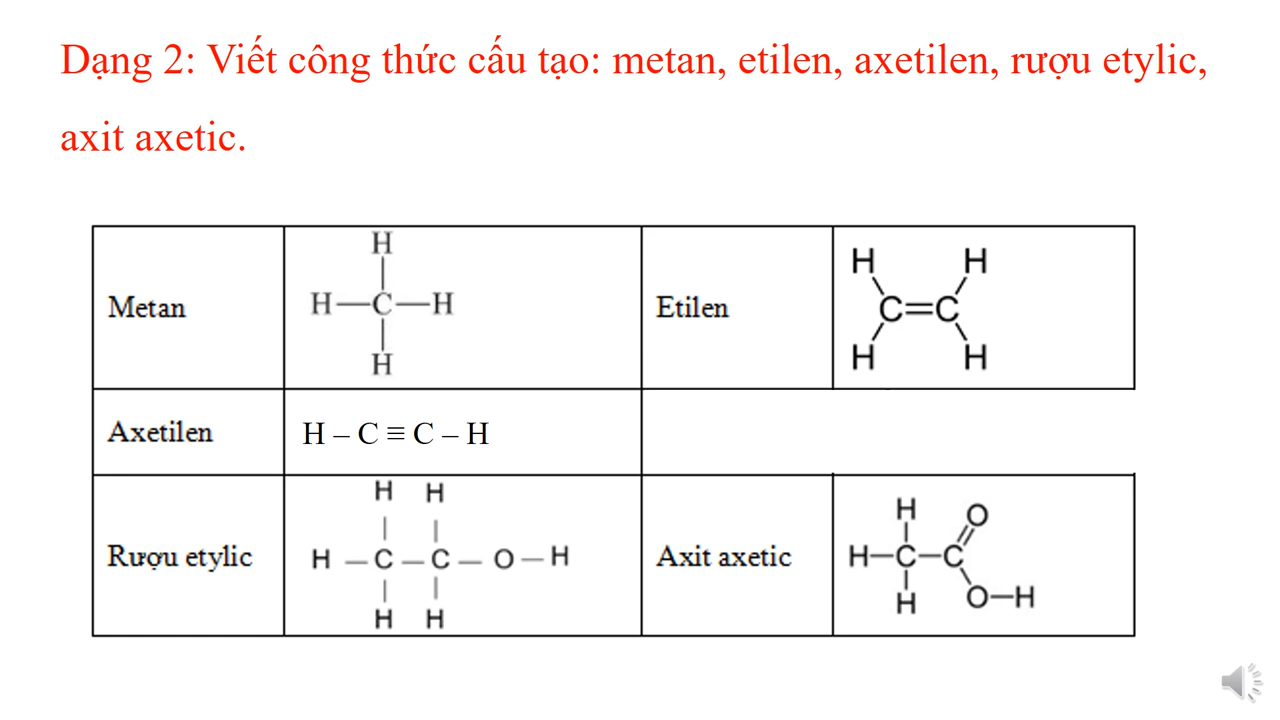 Dạng 2: Viết công thức cấu tạo: metan, etilen, axetilen, rượu etylic,
axit axetic.
Metan
H
H—C—H
H
Etilen
H H
C=C
H H
Axetilen
H – C ≡ C – H
Rượu etylic
H H
H – C – C – O – H
H H
Axit axetic
H O
H–C–C
H O–H